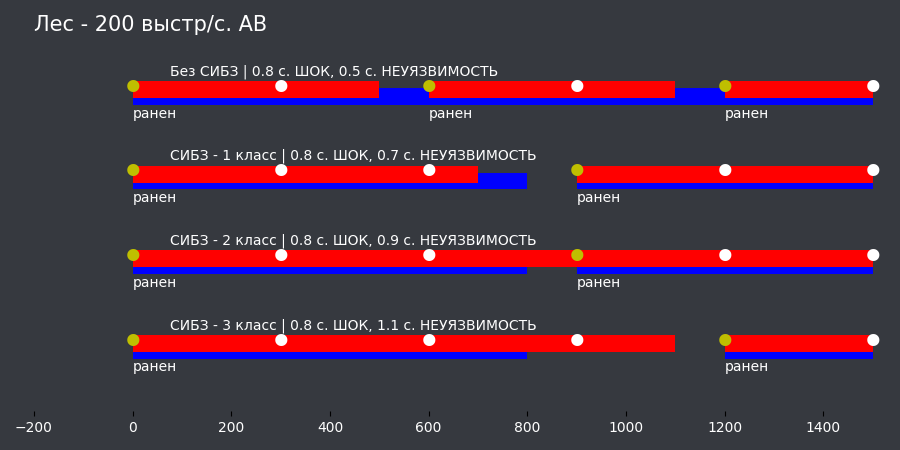 Лес - 200 выстр/с. АВ
Без СИБЗ | 0.8 с. ШОК, 0.5 с. НЕУЯЗВИМОСТЬ
ранен ранен ранен
СИБЗ - 1 класс | 0.8 с. ШОК, 0.7 с. НЕУЯЗВИМОСТЬ
ранен ранен
СИБЗ - 2 класс | 0.8 с. ШОК, 0.9 с. НЕУЯЗВИМОСТЬ
ранен ранен
СИБЗ - 3 класс | 0.8 с. ШОК, 1.1 с. НЕУЯЗВИМОСТЬ
ранен ранен
−200 0 200 400 600 800 1000 1200 1400